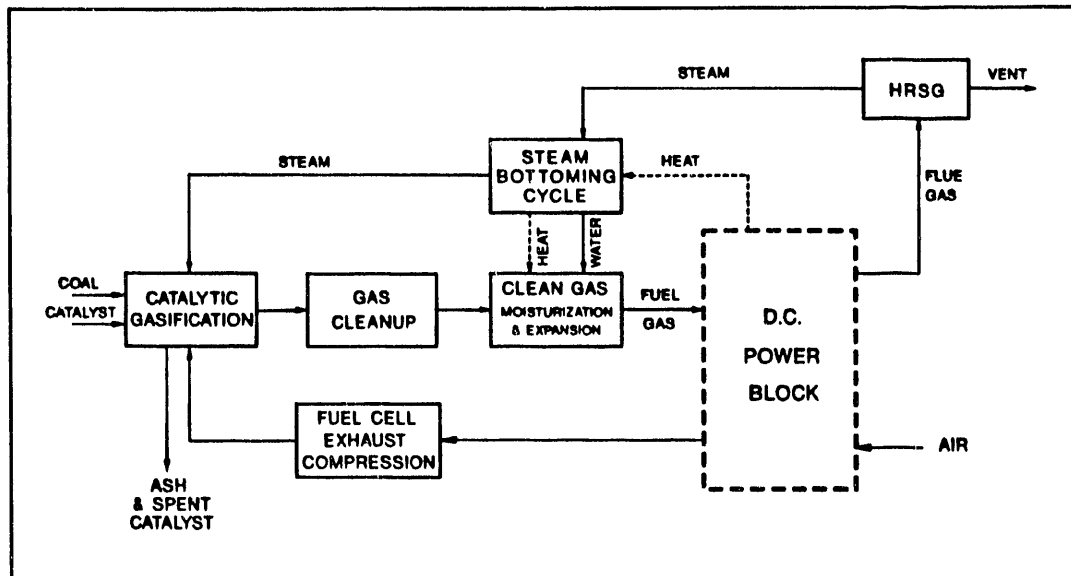 STEAM
HRSG
VENT
STEAM
BOTTOMING
CYCLE
HEAT
FLUE
GAS
STEAM
HEAT
WATER
COAL
CATALYST
CATALYTIC
GASIFICATION
GAS
CLEANUP
CLEAN GAS
MOISTURIZATION
& EXPANSION
FUEL
GAS
D.C.
POWER
BLOCK
FUEL CELL
EXHAUST
COMPRESSION
AIR
ASH
& SPENT
CATALYST